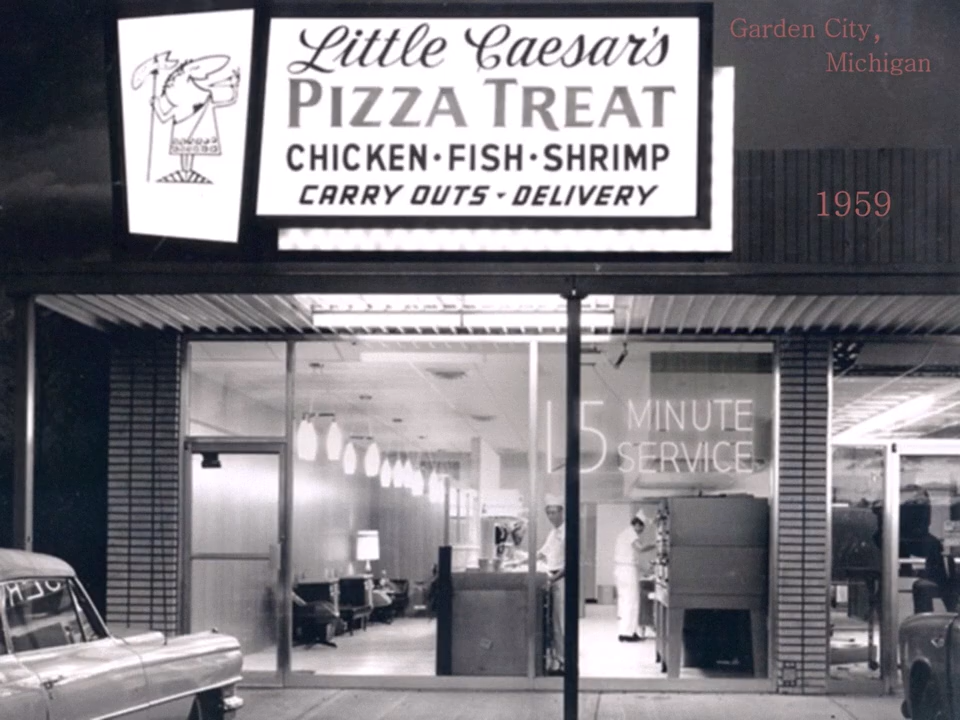 Garden City,
Michigan
1959
Little Caesar's
PIZZA TREAT
CHICKEN · FISH · SHRIMP
CARRY OUTS - DELIVERY
15 MINUTE
SERVICE